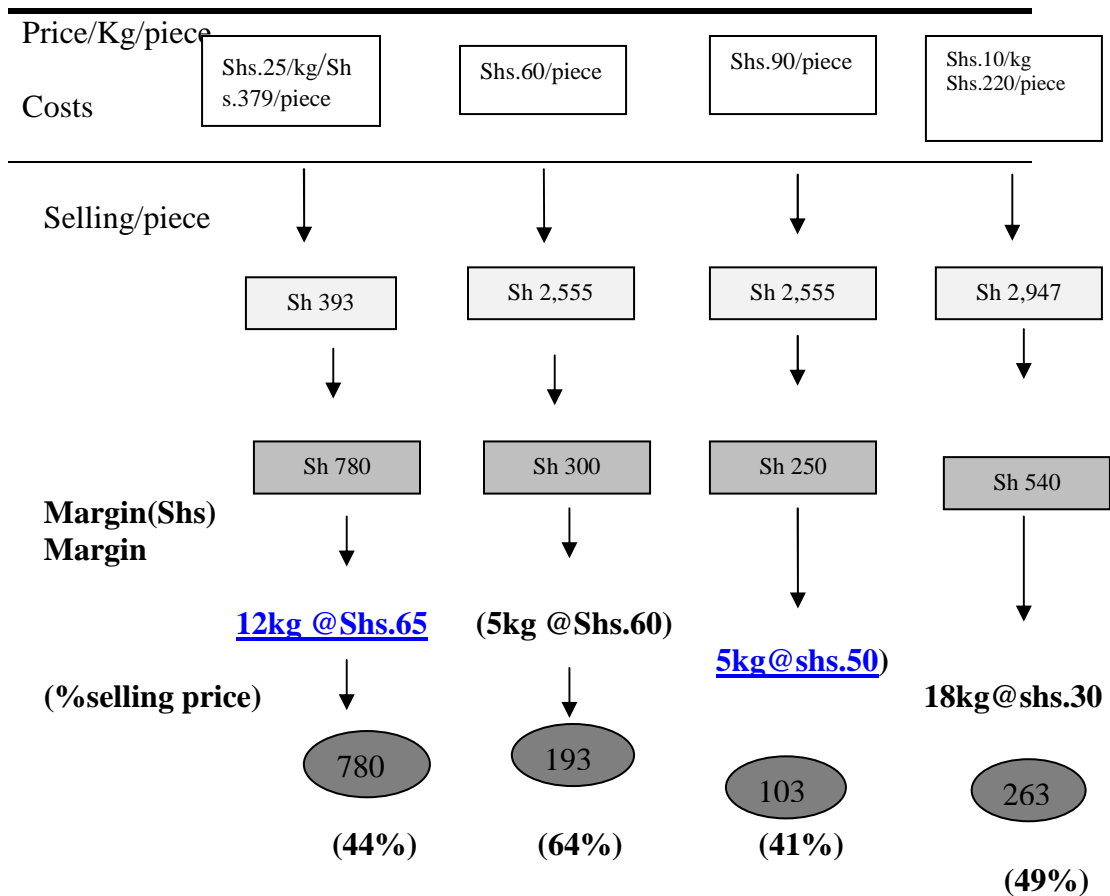 Price/Kg/piece
Shs.25/kg/Sh
s.379/piece
Shs.60/piece
Shs.90/piece
Shs.10/kg
Shs.220/piece
Costs
Selling/piece
Sh 393
Sh 2,555
Sh 2,555
Sh 2,947
Sh 780
Sh 300
Sh 250
Sh 540
Margin(Shs)
Margin
12kg @Shs.65
(5kg @Shs.60)
5kg@shs.50)
(%selling price)
18kg@shs.30
780
193
103
263
(44%)
(64%)
(41%)
(49%)